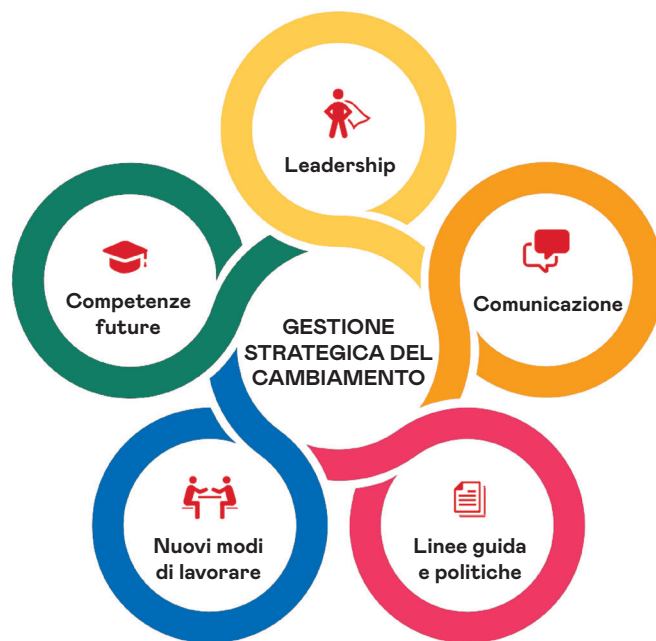 Leadership
Comunicazione
Linee guida
e politiche
Nuovi modi
di lavorare
Competenze
future
GESTIONE
STRATEGICA DEL
CAMBIAMENTO